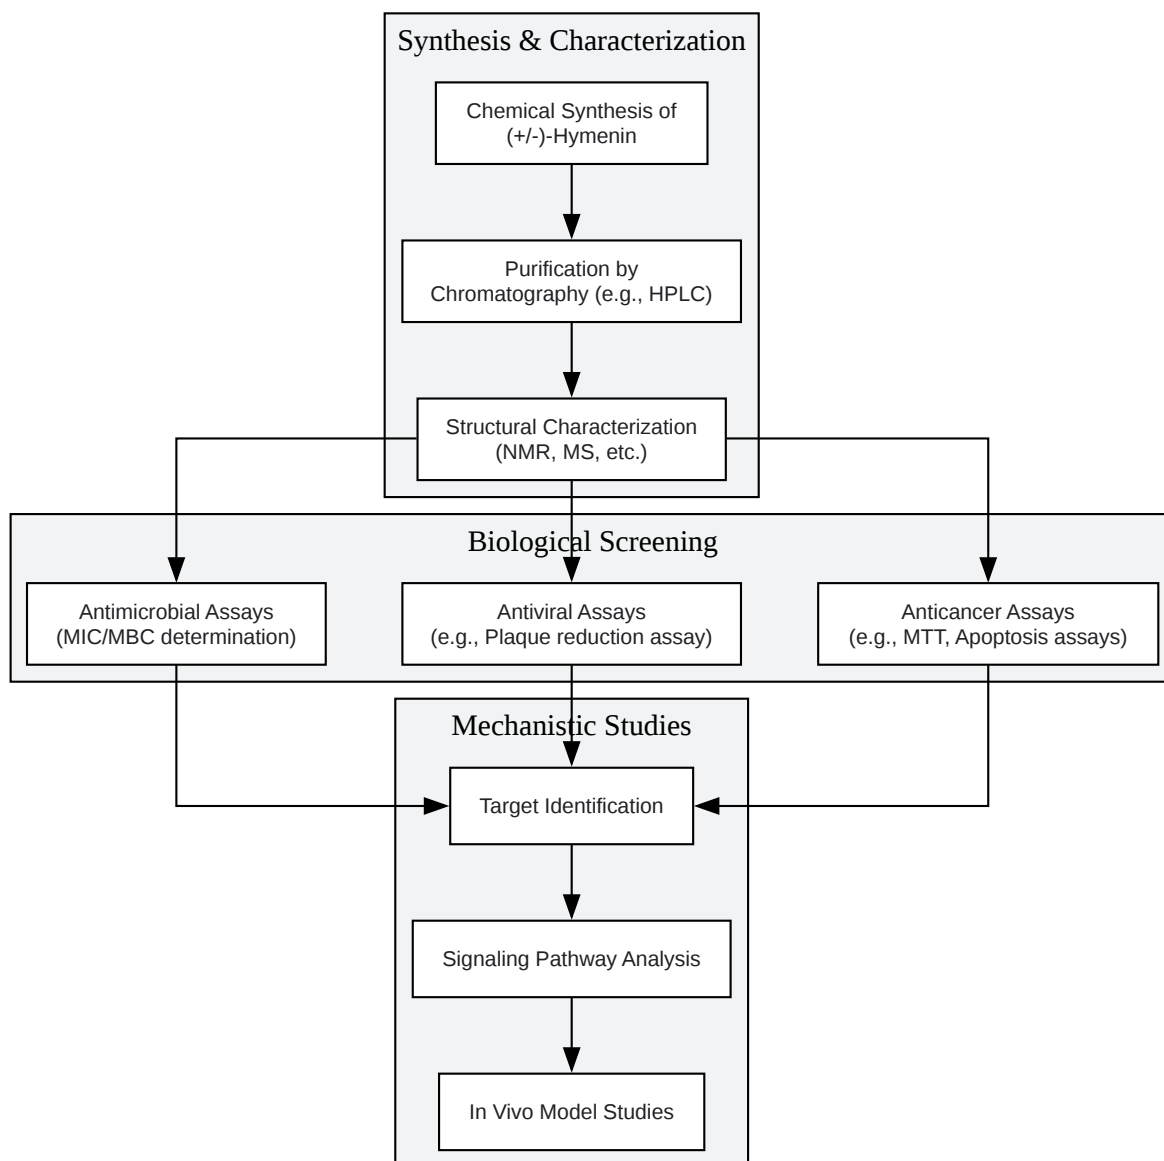 Synthesis & Characterization
Chemical Synthesis of
(+/-)-Hymenin
Purification by
Chromatography (e.g., HPLC)
Structural Characterization
(NMR, MS, etc.)
Biological Screening
Antimicrobial Assays
(MIC/MBC determination)
Antiviral Assays
(e.g., Plaque reduction assay)
Anticancer Assays
(e.g., MTT, Apoptosis assays)
Mechanistic Studies
Target Identification
Signaling Pathway Analysis
In Vivo Model Studies